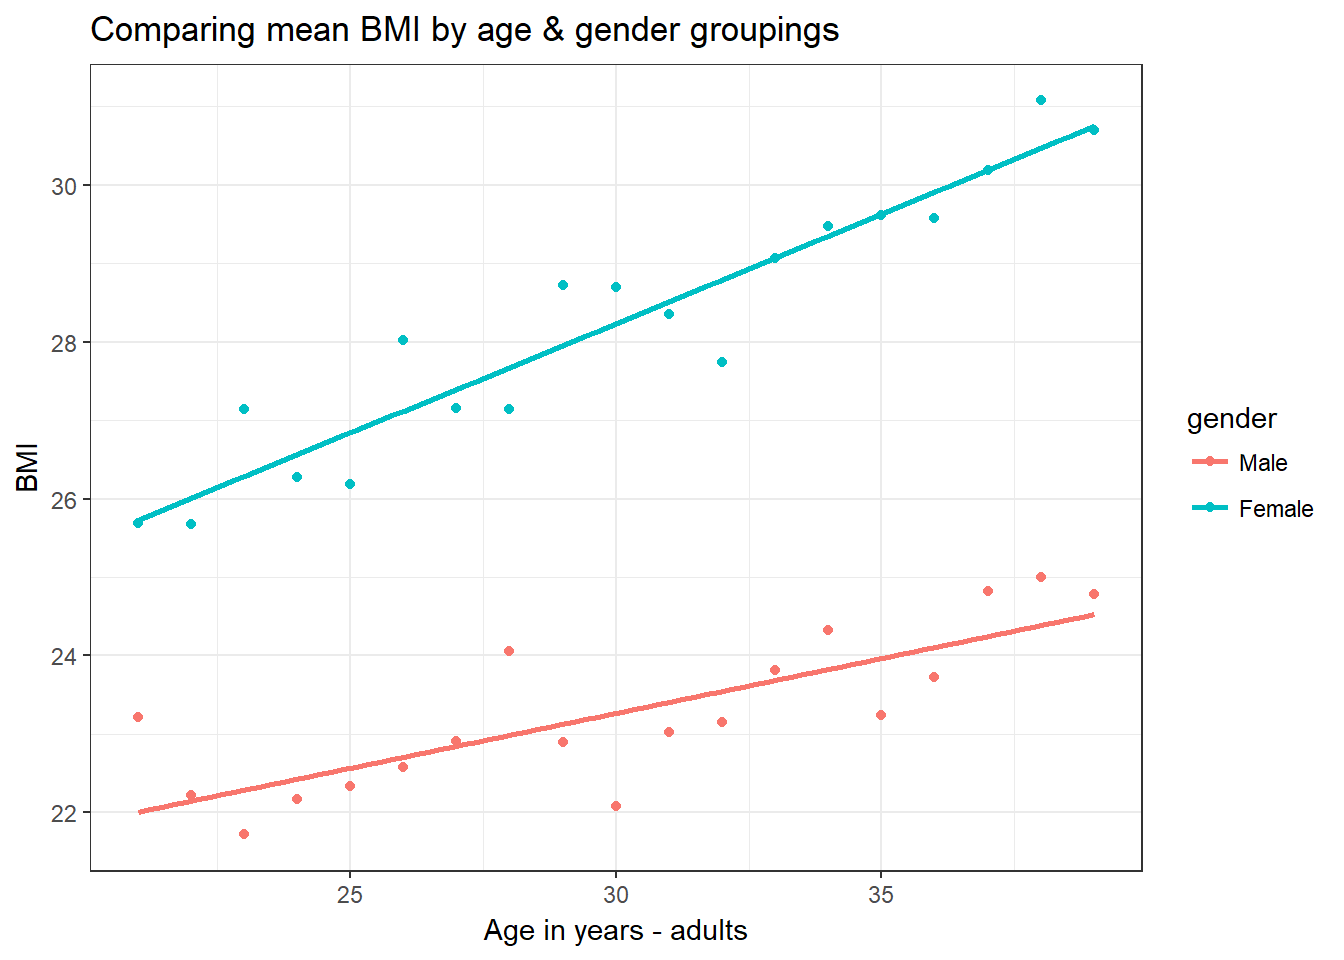 Comparing mean BMI by age & gender groupings
30
28
26
24
22
BMI
25 30 35
Age in years - adults
gender
Male
Female